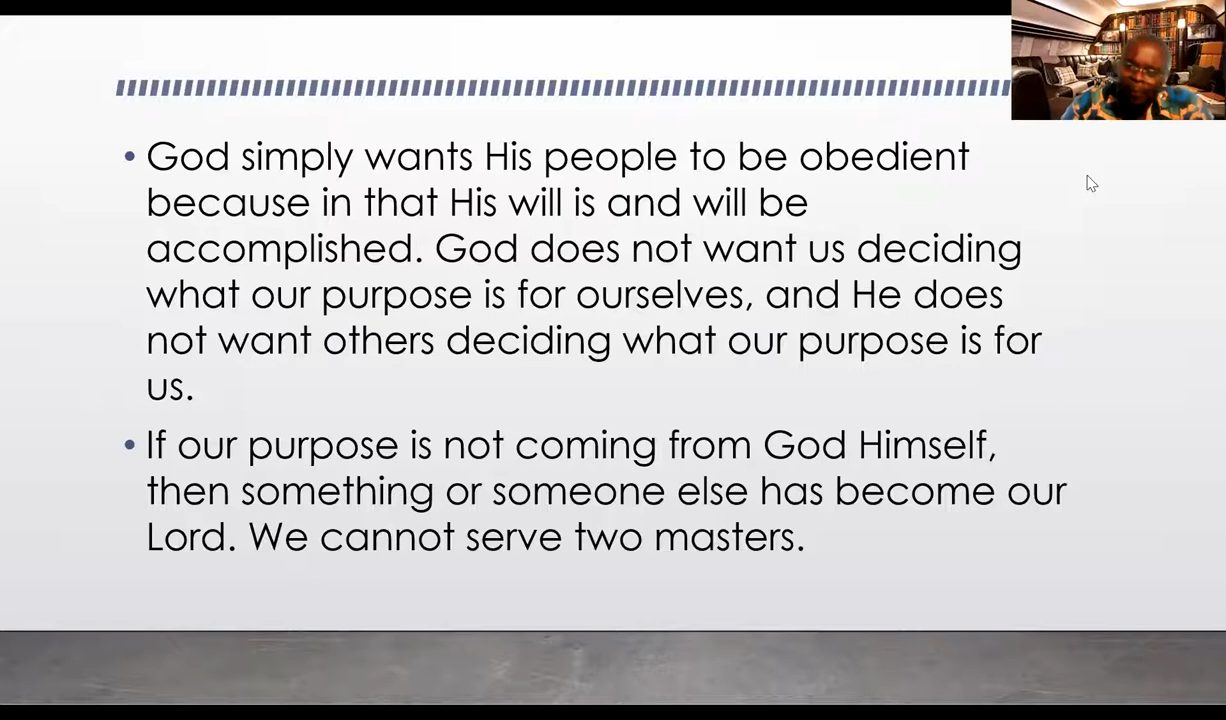 • God simply wants His people to be obedient
because in that His will is and will be
accomplished. God does not want us deciding
what our purpose is for ourselves, and He does
not want others deciding what our purpose is for
us.
• If our purpose is not coming from God Himself,
then something or someone else has become our
Lord. We cannot serve two masters.